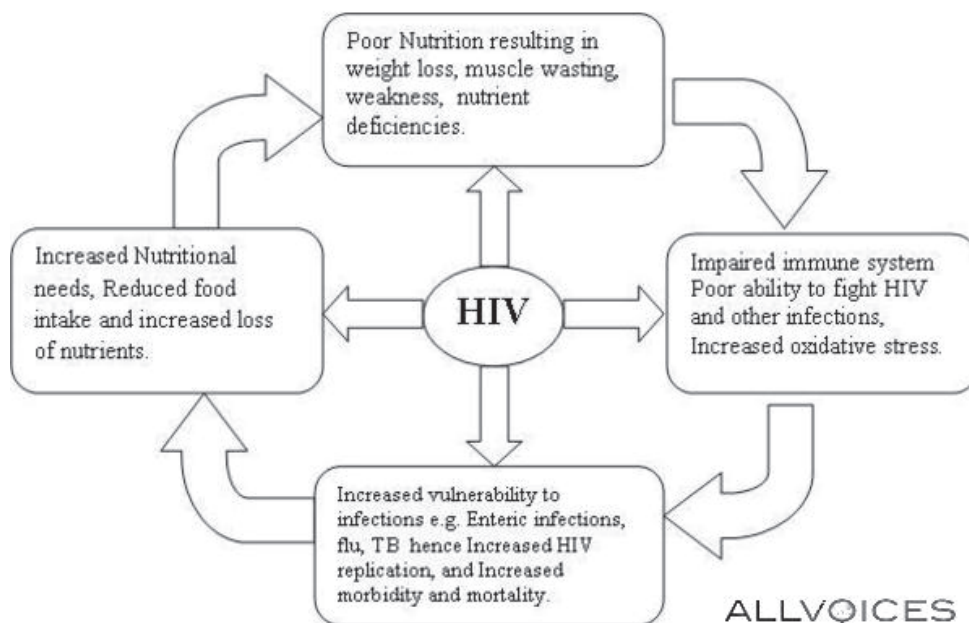 Poor Nutrition resulting in
weight loss, muscle wasting,
weakness, nutrient
deficiencies.
Increased Nutritional
needs, Reduced food
intake and increased loss
of nutrients.
HIV
Impaired immune system
Poor ability to fight HIV
and other infections,
Increased oxidative stress.
Increased vulnerability to
infections e.g. Enteric infections,
flu, TB hence Increased HIV
replication, and Increased
morbidity and mortality.
ALLVOICES